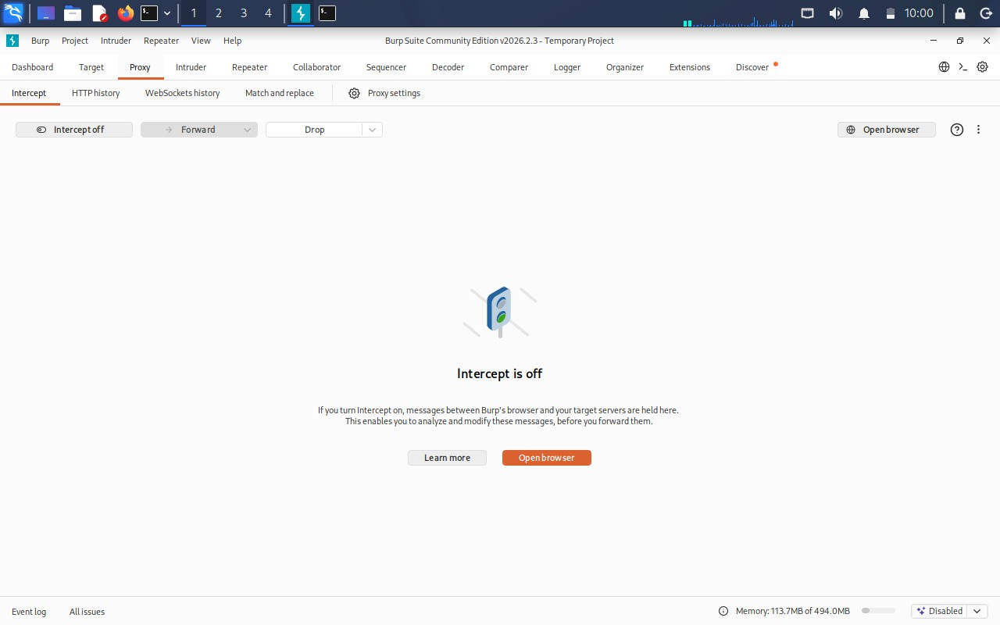 1 2 3 4 10:00
Burp Project Intruder Repeater View Help Burp Suite Community Edition v2026.2.3 - Temporary Project
Dashboard Target Proxy Intruder Repeater Collaborator Sequencer Decoder Comparer Logger Organizer Extensions Discover
Intercept HTTP history WebSockets history Match and replace Proxy settings
Intercept off Forward Drop Open browser
Intercept is off
If you turn Intercept on, messages between Burp's browser and your target servers are held here.
This enables you to analyze and modify these messages, before you forward them.
Learn more Open browser
Event log All issues Memory: 113.7MB of 494.0MB Disabled